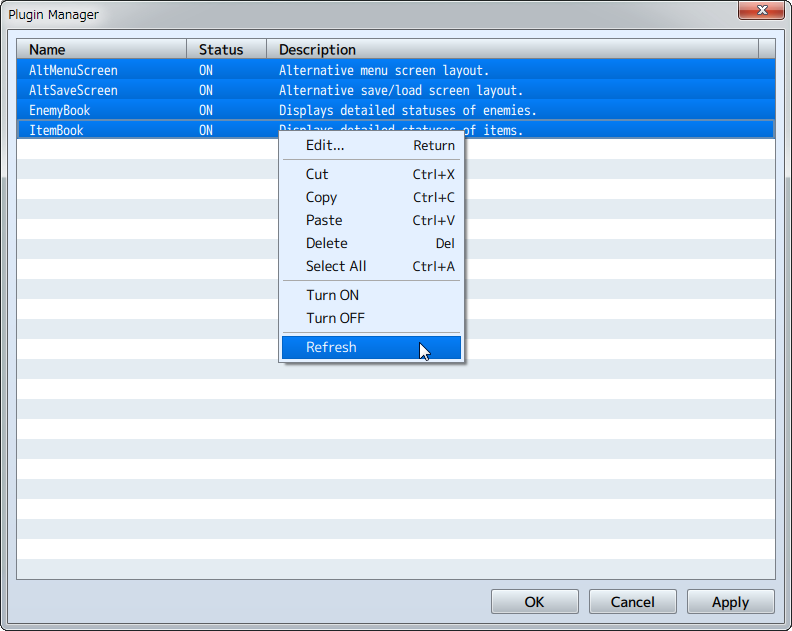 Plugin Manager
Name Status Description
AltMenuScreen ON Alternative menu screen layout.
AltSaveScreen ON Alternative save/load screen layout.
EnemyBook ON Displays detailed statuses of enemies.
ItemBook ON Displays detailed statuses of items.
Edit... Return
Cut Ctrl+X
Copy Ctrl+C
Paste Ctrl+V
Delete Del
Select All Ctrl+A
Turn ON
Turn OFF
Refresh
OK Cancel Apply